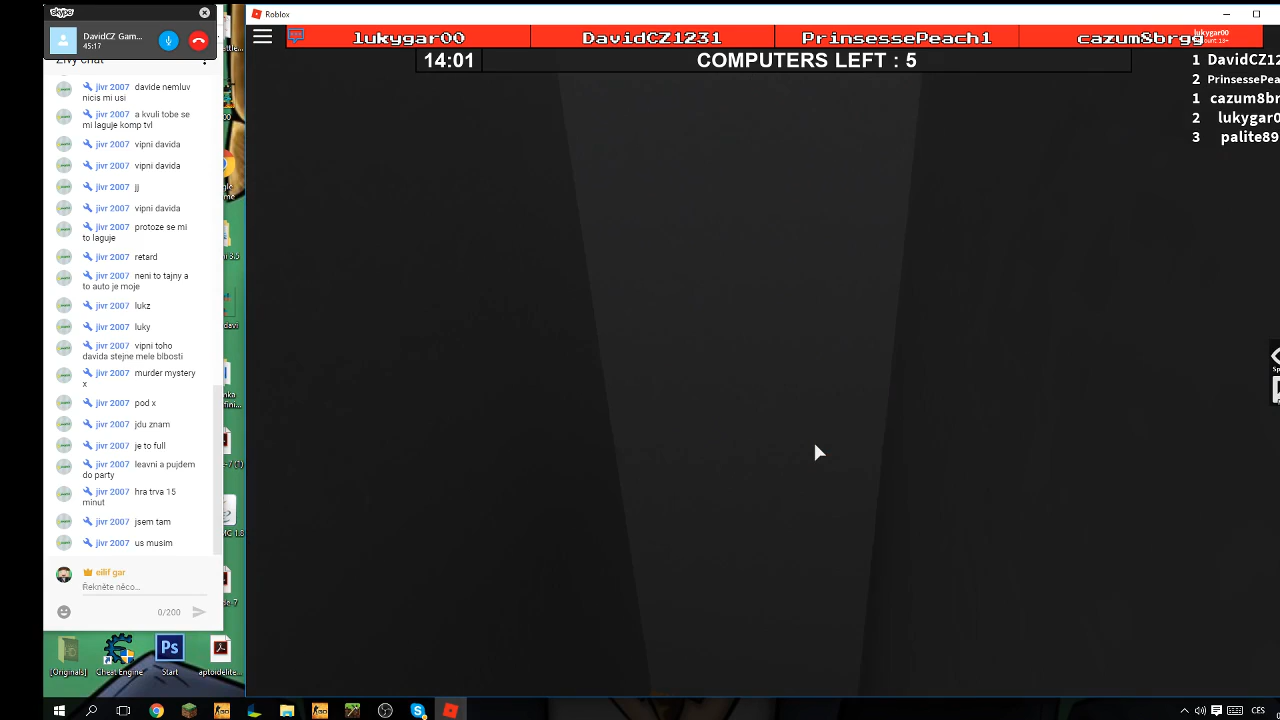 skype
DavidCZ Gam...
45:17
Živý chat
jivr 2007 davide nemluv
nicis mi usi
jivr 2007 a kvuli tobe se
mi laguje komp tvl
jivr 2007 vipni davida
jivr 2007 vipni davida
jivr 2007 jj
jivr 2007 vipni davida
jivr 2007 protoze se mi
to laguje
jivr 2007 retard
jivr 2007 neni to tajny a
to auto je moje
jivr 2007 lukz
jivr 2007 luky
jivr 2007 vipni toho
davida stejne mele blbosti
jivr 2007 murder mystery
x
jivr 2007 pod x
jivr 2007 jdu znam
jivr 2007 je to full
jivr 2007 leavni a pujdem
do party
jivr 2007 hra trva 15
minut
jivr 2007 jsem tam
jivr 2007 us musim
eilif gar
Řekněte něco...
0/200
[Originals]
Cheat Engine
Ps
Start
aptoidelite...
Roblox
lukygar00
DavidCZ1231
PrinsessePeach1
cazum8brgg
lukygar00
14:01
COMPUTERS LEFT : 5
1 DavidCZ12
2 PrinsessePea
1 cazum8br
2 lukygar0
3 palite89
CES